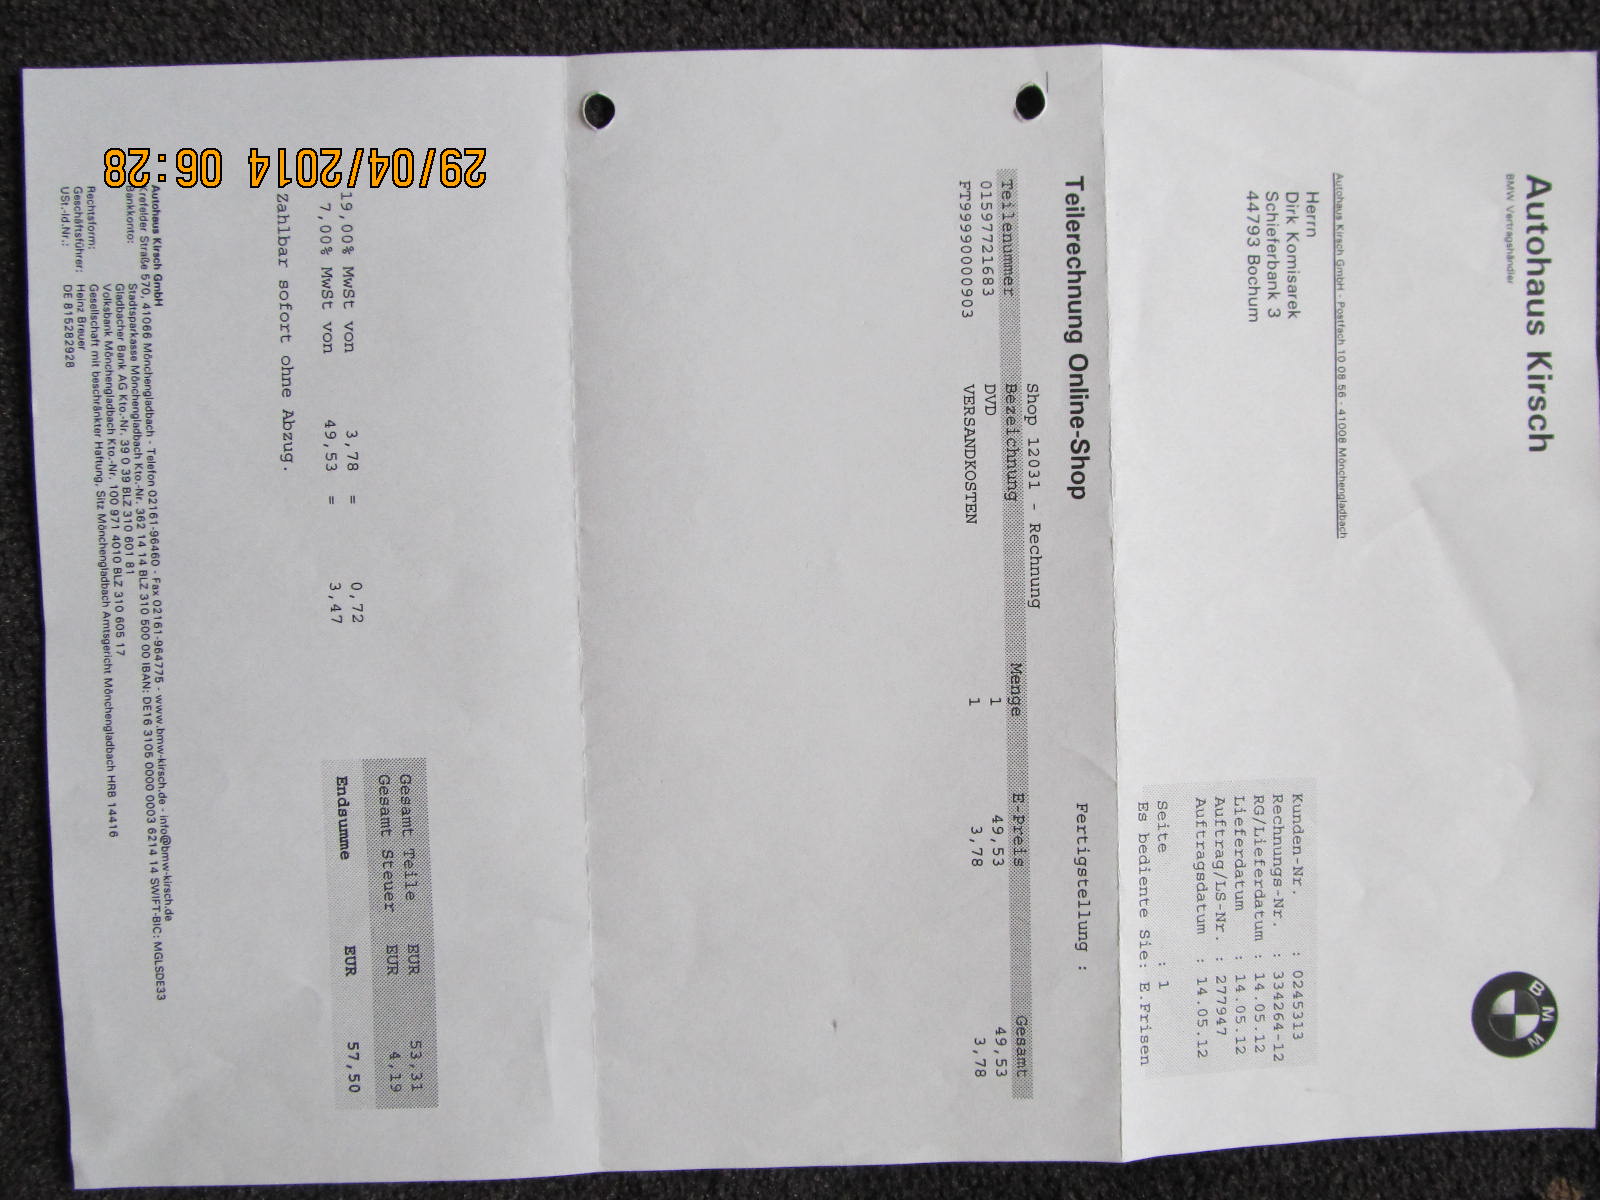 Autohaus Kirsch
BMW Vertragshändler
BMW
Autohaus Kirsch GmbH - Postfach 10 08 56 - 41008 Mönchengladbach
Herrn
Dirk Komisarek
Schieferbank 3
44793 Bochum
Kunden-Nr. : 0245313
Rechnungs-Nr. : 334264-12
RG/Lieferdatum : 14.05.12
Lieferdatum : 14.05.12
Auftrag/LS-Nr. : 277947
Auftragsdatum : 14.05.12
Seite : 1
Es bediente Sie: E.Frisen
Teilerechnung Online-Shop Fertigstellung :
Shop 12031 - Rechnung
Teilenummer Bezeichnung Menge E-Preis Gesamt
01597721683 DVD 1 49,53 49,53
FT99990000903 VERSANDKOSTEN 1 3,78 3,78
Gesamt Teile EUR 53,31
Gesamt Steuer EUR 4,19
19,00% MwSt von 3,78 = 0,72
7,00% MwSt von 49,53 = 3,47
Endsumme EUR 57,50
Zahlbar sofort ohne Abzug.
Autohaus Kirsch GmbH
Krefelder Straße 570, 41066 Mönchengladbach - Telefon 02161-96460 - Fax 02161-964775 - www.bmw-kirsch.de - info@bmw-kirsch.de
Bankkonto: Stadtsparkasse Mönchengladbach Kto.-Nr. 362 14 14 BLZ 310 500 00 IBAN: DE16 3105 0000 0003 6214 14 SWIFT-BIC: MGLSDE33
Gladbacher Bank AG Kto.-Nr. 39 0 39 BLZ 310 601 81
Volksbank Mönchengladbach Kto.-Nr. 100 971 4010 BLZ 310 605 17
Rechtsform: Gesellschaft mit beschränkter Haftung, Sitz Mönchengladbach Amtsgericht Mönchengladbach HRB 14416
Geschäftsführer: Heinz Breuer
USt.-Id.Nr.: DE 815282928
29/04/2014 06:28